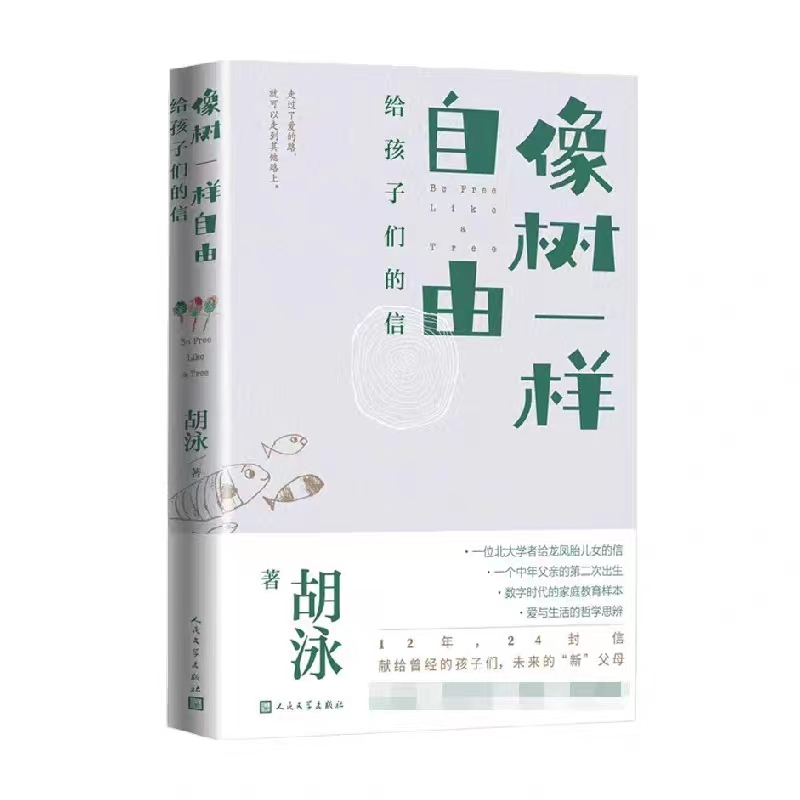 像树一样
自由
Be Free
Like
a
Tree
给孩子们的信
走过了爱的路，
就可以走到其他路上。
·一位北大学者给龙凤胎儿女的信
·一个中年父亲的第二次出生
·数字时代的家庭教育样本
·爱与生活的哲学思辨
12年，24封信
献给曾经的孩子们，未来的“新”父母
胡泳
著
人民文学出版社
像树一样自由
给孩子们的信
Be Free
Like
a Tree
胡泳
著
人民文学出版社